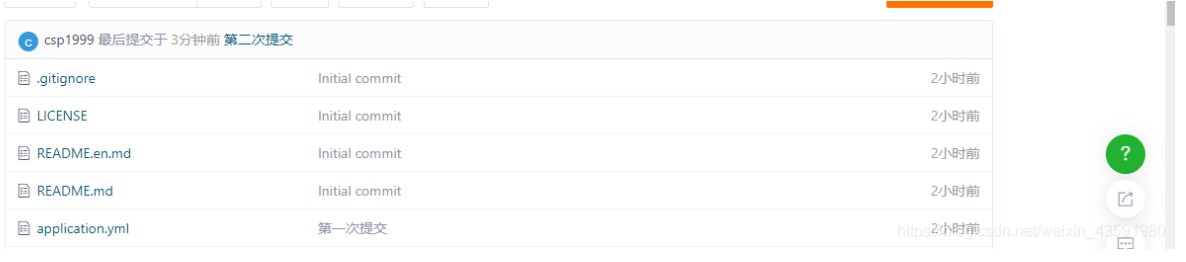 C csp1999 最后提交于 3分钟前 第二次提交
.gitignore Initial commit 2小时前
LICENSE Initial commit 2小时前
README.en.md Initial commit 2小时前
README.md Initial commit 2小时前
application.yml 第一次提交 2小时前
?
https://blog.csdn.net/weixin_43591980